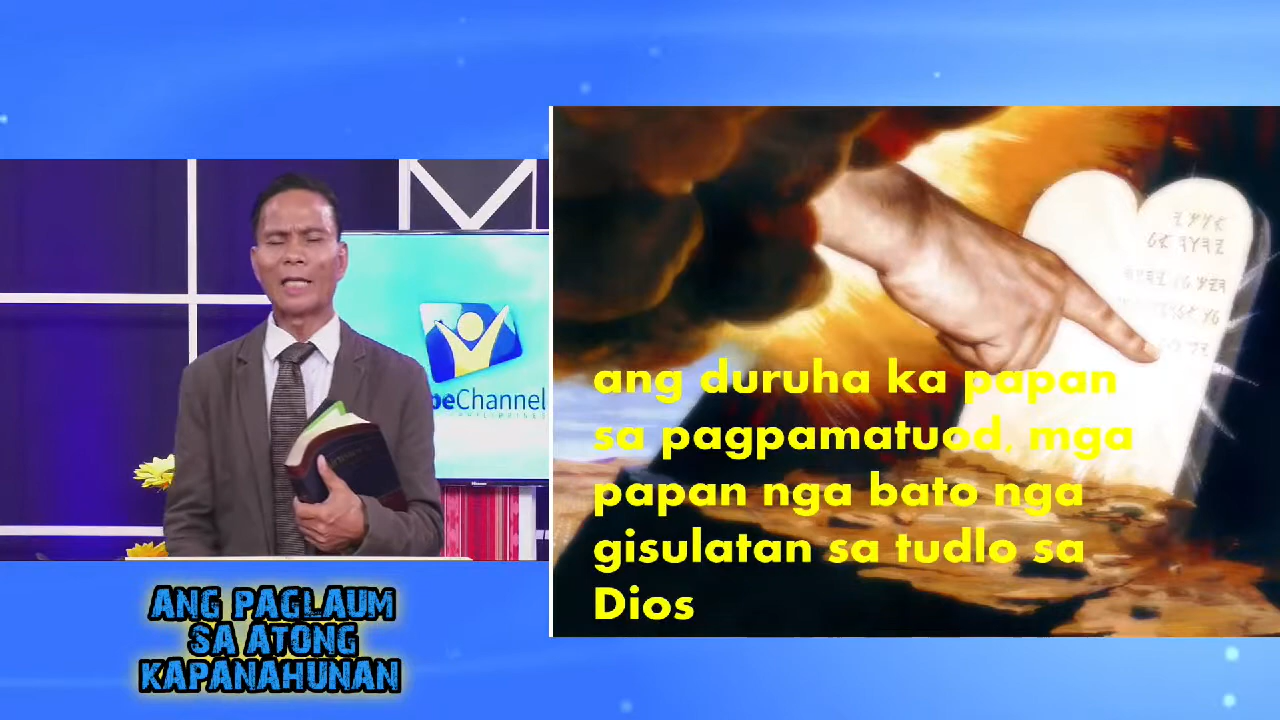 ang duruha ka papan
sa pagpamatuod, mga
papan nga bato nga
gisulatan sa tudlo sa
Dios
peChannel
ANG PAGLAUM
SA ATONG
KAPANAHUNAN